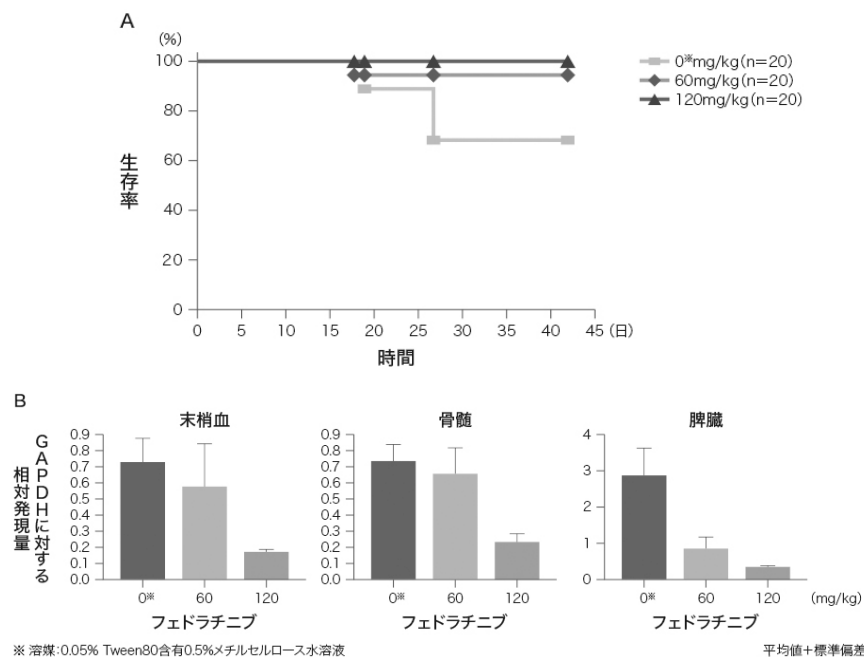 A
(%)
100
80
60
40
20
0
生存率
0 5 10 15 20 25 30 35 40 45 (日)
時間
0※mg/kg(n=20)
60mg/kg(n=20)
120mg/kg(n=20)
B
GAPDHに対する
相対発現量
末梢血
0.9
0.8
0.7
0.6
0.5
0.4
0.3
0.2
0.1
0.0
0※ 60 120
フェドラチニブ
骨髄
0.9
0.8
0.7
0.6
0.5
0.4
0.3
0.2
0.1
0.0
0※ 60 120
フェドラチニブ
脾臓
4
3
2
1
0
0※ 60 120 (mg/kg)
フェドラチニブ
※ 溶媒:0.05% Tween80含有0.5%メチルセルロース水溶液
平均値+標準偏差